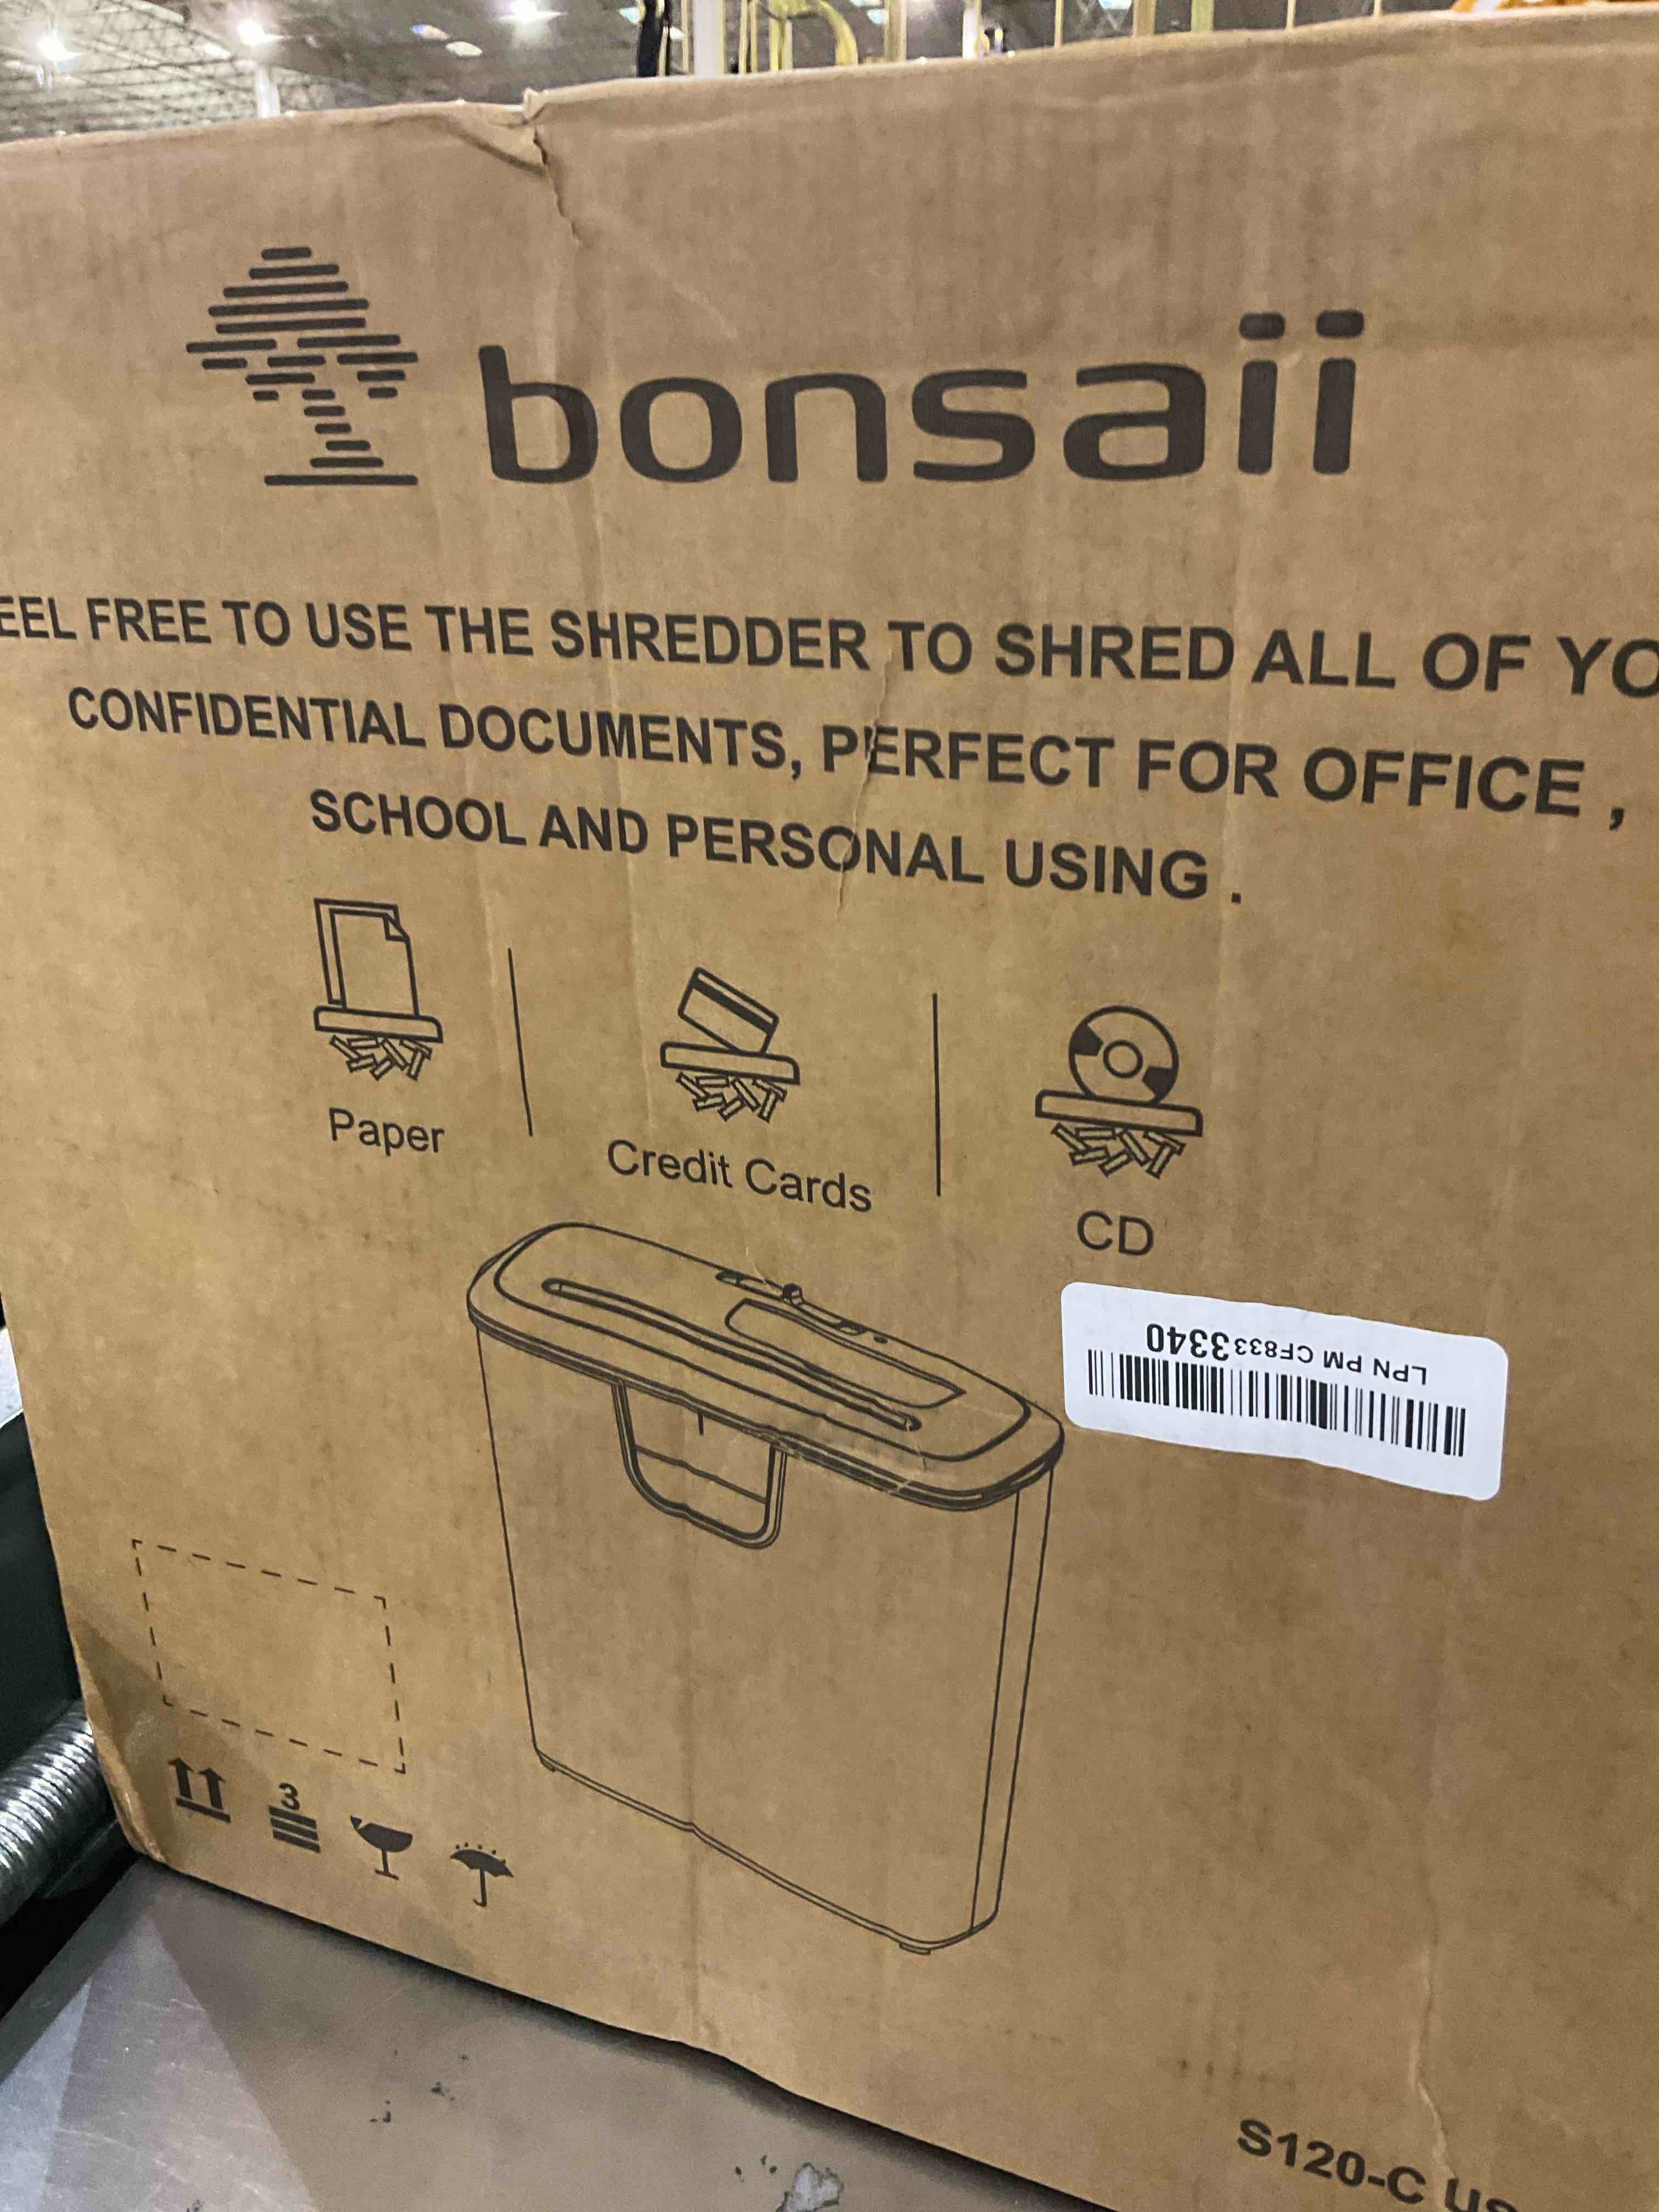 bonsaii
EEL FREE TO USE THE SHREDDER TO SHRED ALL OF YO
CONFIDENTIAL DOCUMENTS, PERFECT FOR OFFICE ,
SCHOOL AND PERSONAL USING .
Paper
Credit Cards
CD
LPN PM CF8333340
3
S120-C us